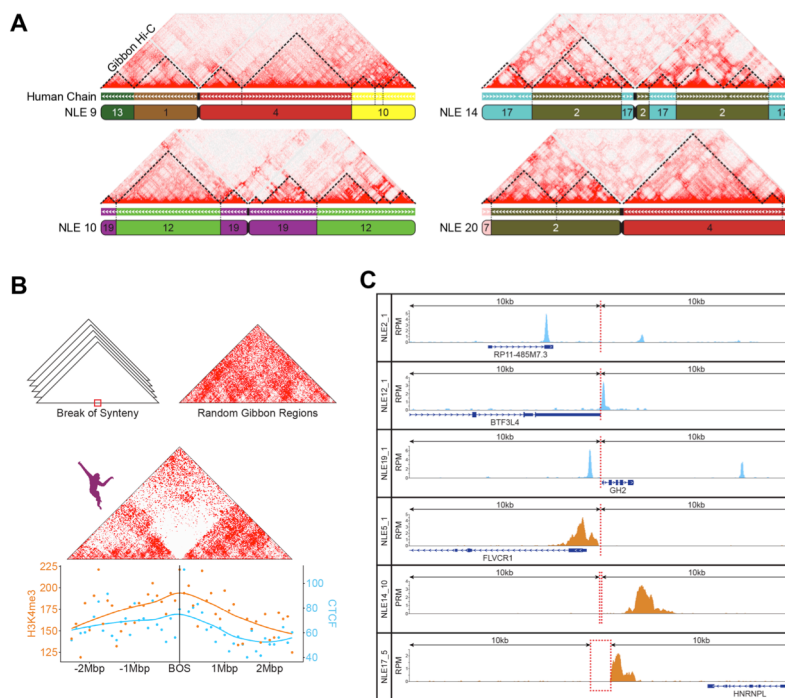 A
Gibbon Hi-C
Human Chain
NLE 9
13 1 4 10
NLE 14
17 2 17 2 17 2 17
NLE 10
19 12 19 19 12
NLE 20
7 2 4
B
Break of Synteny
Random Gibbon Regions
H3K4me3
225
200
175
150
125
CTCF
100
80
60
-2Mbp -1Mbp BOS 1Mbp 2Mbp
C
NLE2_1
RPM
10kb 10kb
RP11-485M7.3
NLE12_1
RPM
10kb 10kb
BTF3L4
NLE19_1
RPM
10kb 10kb
GH2
NLE5_1
RPM
10kb 10kb
FLVCR1
NLE14_10
PRM
10kb 10kb
NLE17_5
RPM
10kb 10kb
HNRNPL